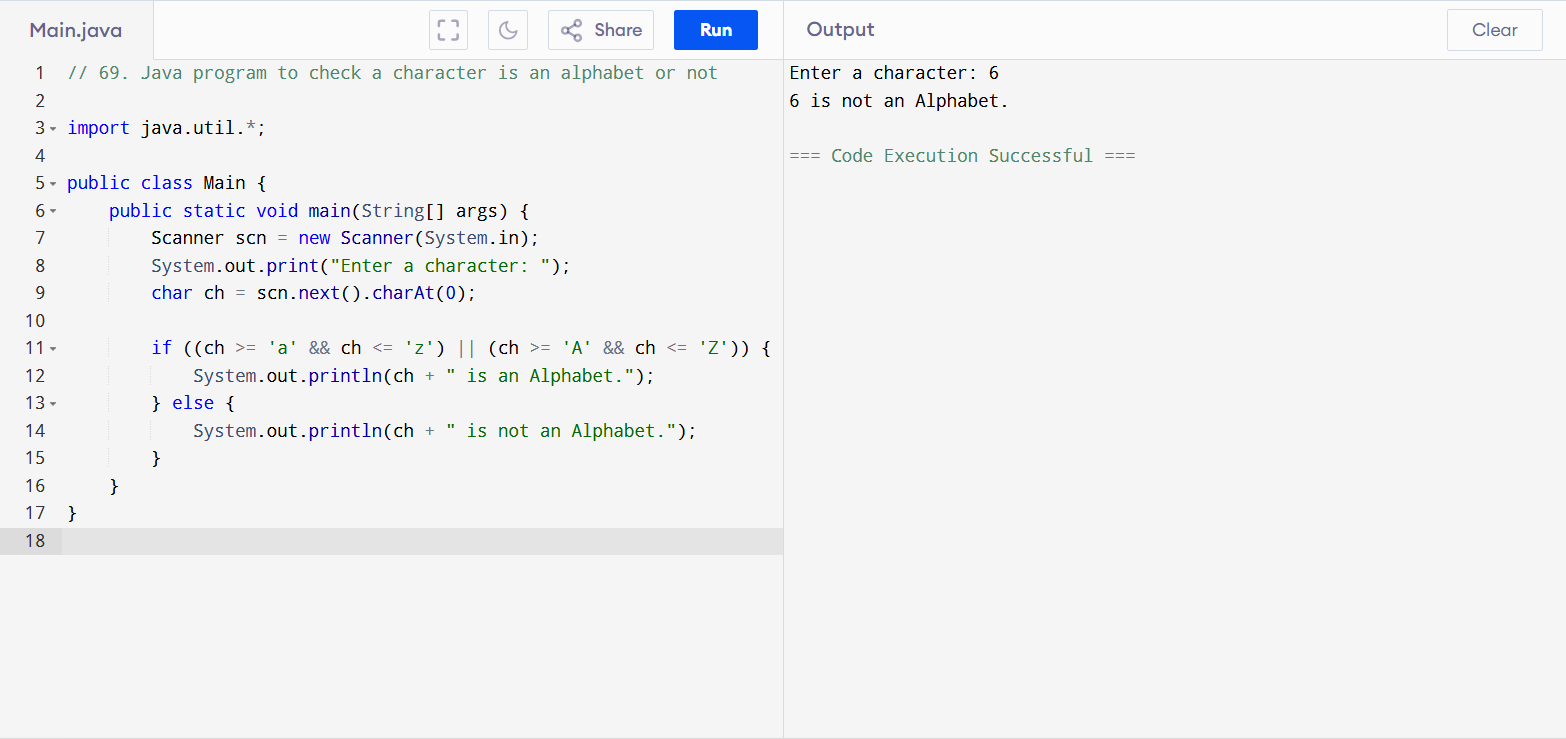 Main.java
Share
Run
Output
Clear
1 // 69. Java program to check a character is an alphabet or not
2
3 import java.util.*;
4
5 public class Main {
6     public static void main(String[] args) {
7         Scanner scn = new Scanner(System.in);
8         System.out.print("Enter a character: ");
9         char ch = scn.next().charAt(0);
10
11         if ((ch >= 'a' && ch <= 'z') || (ch >= 'A' && ch <= 'Z')) {
12             System.out.println(ch + " is an Alphabet.");
13         } else {
14             System.out.println(ch + " is not an Alphabet.");
15         }
16     }
17 }
18
Enter a character: 6
6 is not an Alphabet.
=== Code Execution Successful ===